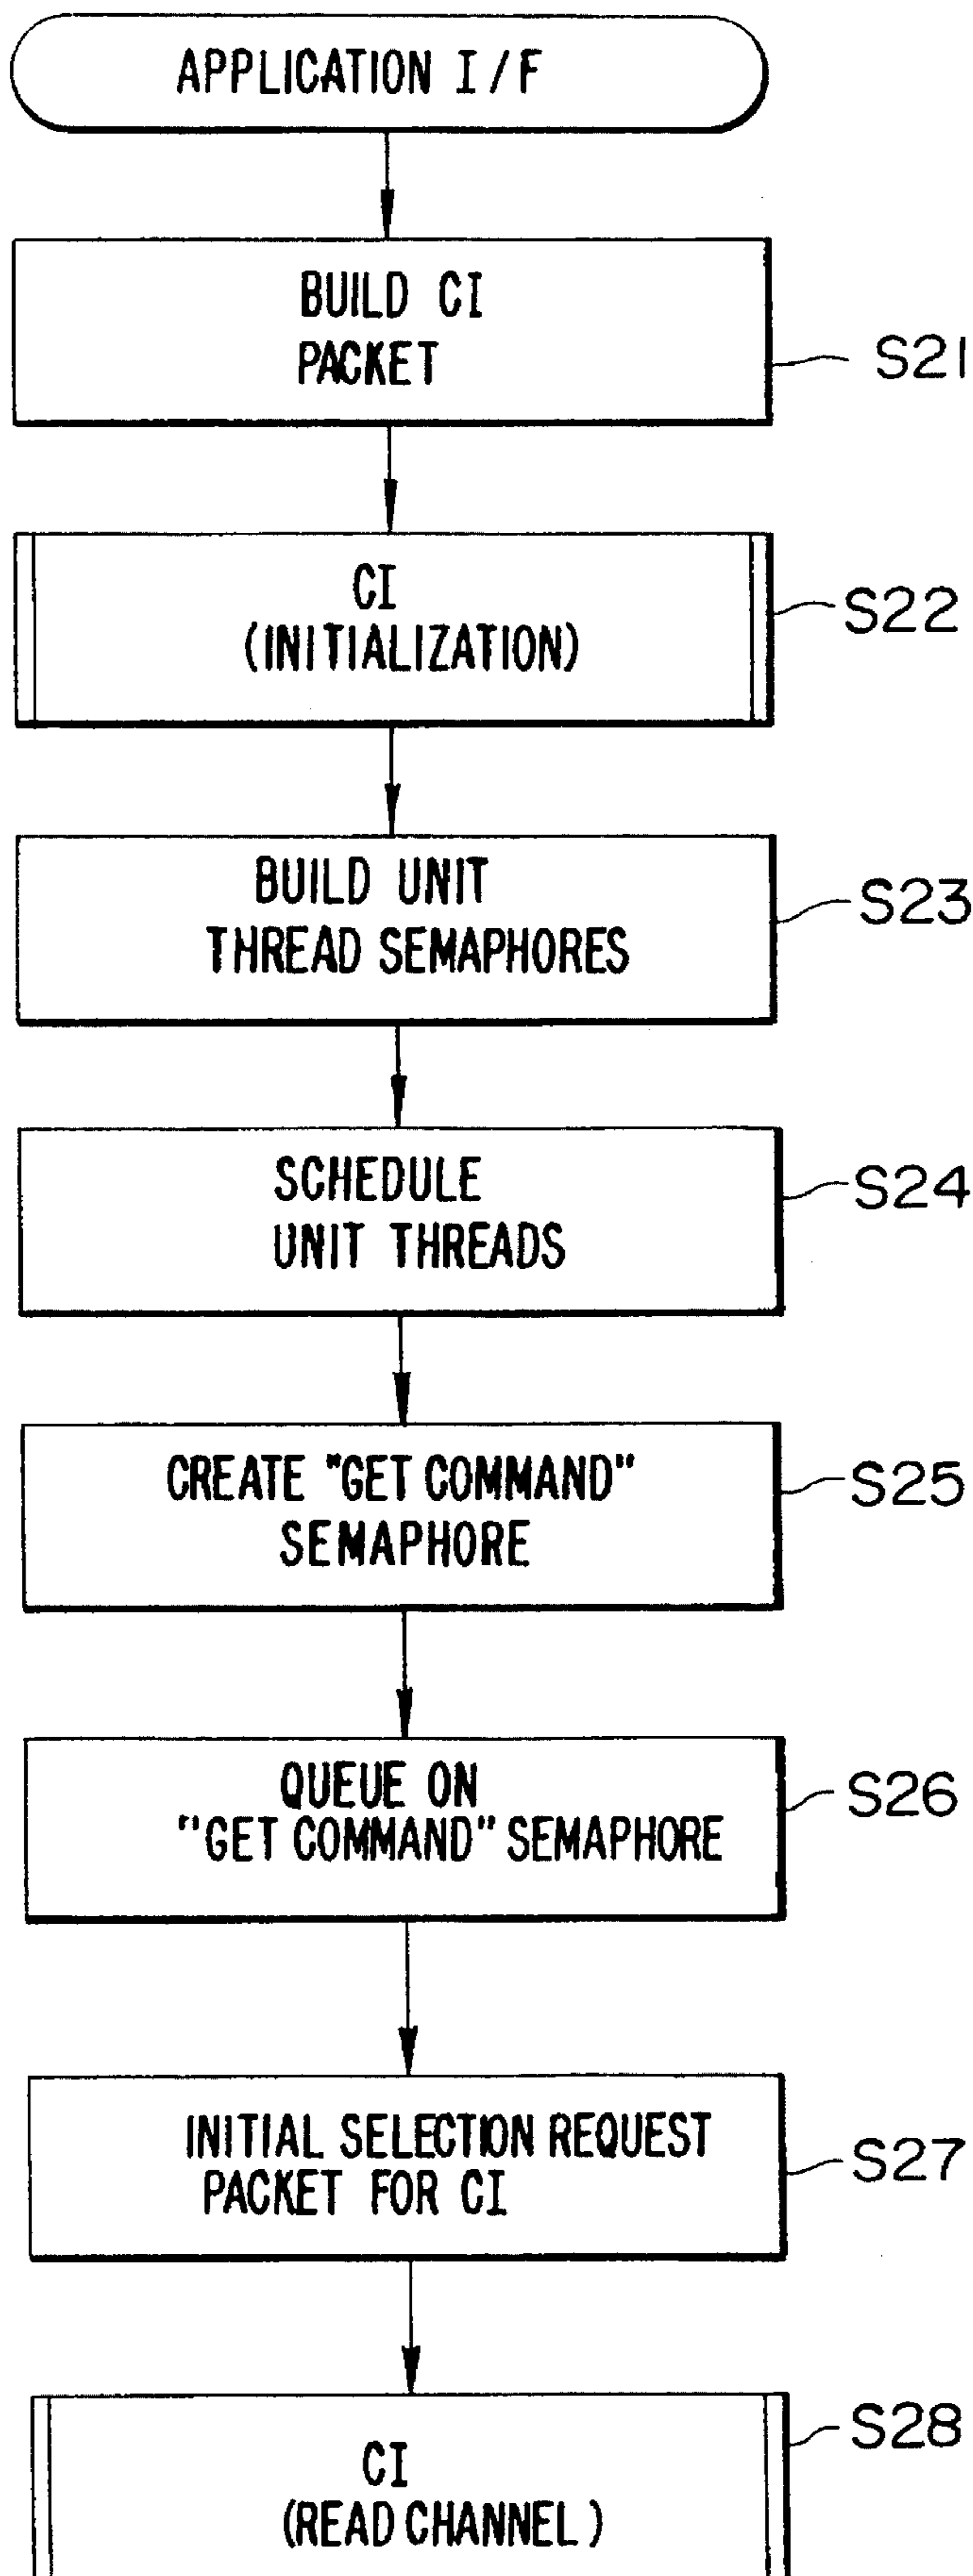 APPLICATION I/F
BUILD CI
PACKET
S21
CI
(INITIALIZATION)
S22
BUILD UNIT
THREAD SEMAPHORES
S23
SCHEDULE
UNIT THREADS
S24
CREATE "GET COMMAND"
SEMAPHORE
S25
QUEUE ON
"GET COMMAND" SEMAPHORE
S26
INITIAL SELECTION REQUEST
PACKET FOR CI
S27
CI
(READ CHANNEL)
S28